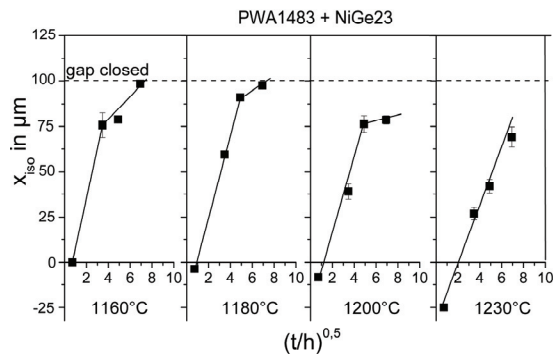 PWA1483 + NiGe23
125
gap closed
100
75
50
25
0
-25
x_iso in µm
2 4 6 8 10 2 4 6 8 10 2 4 6 8 10 2 4 6 8 10
1160°C 1180°C 1200°C 1230°C
(t/h)^0,5